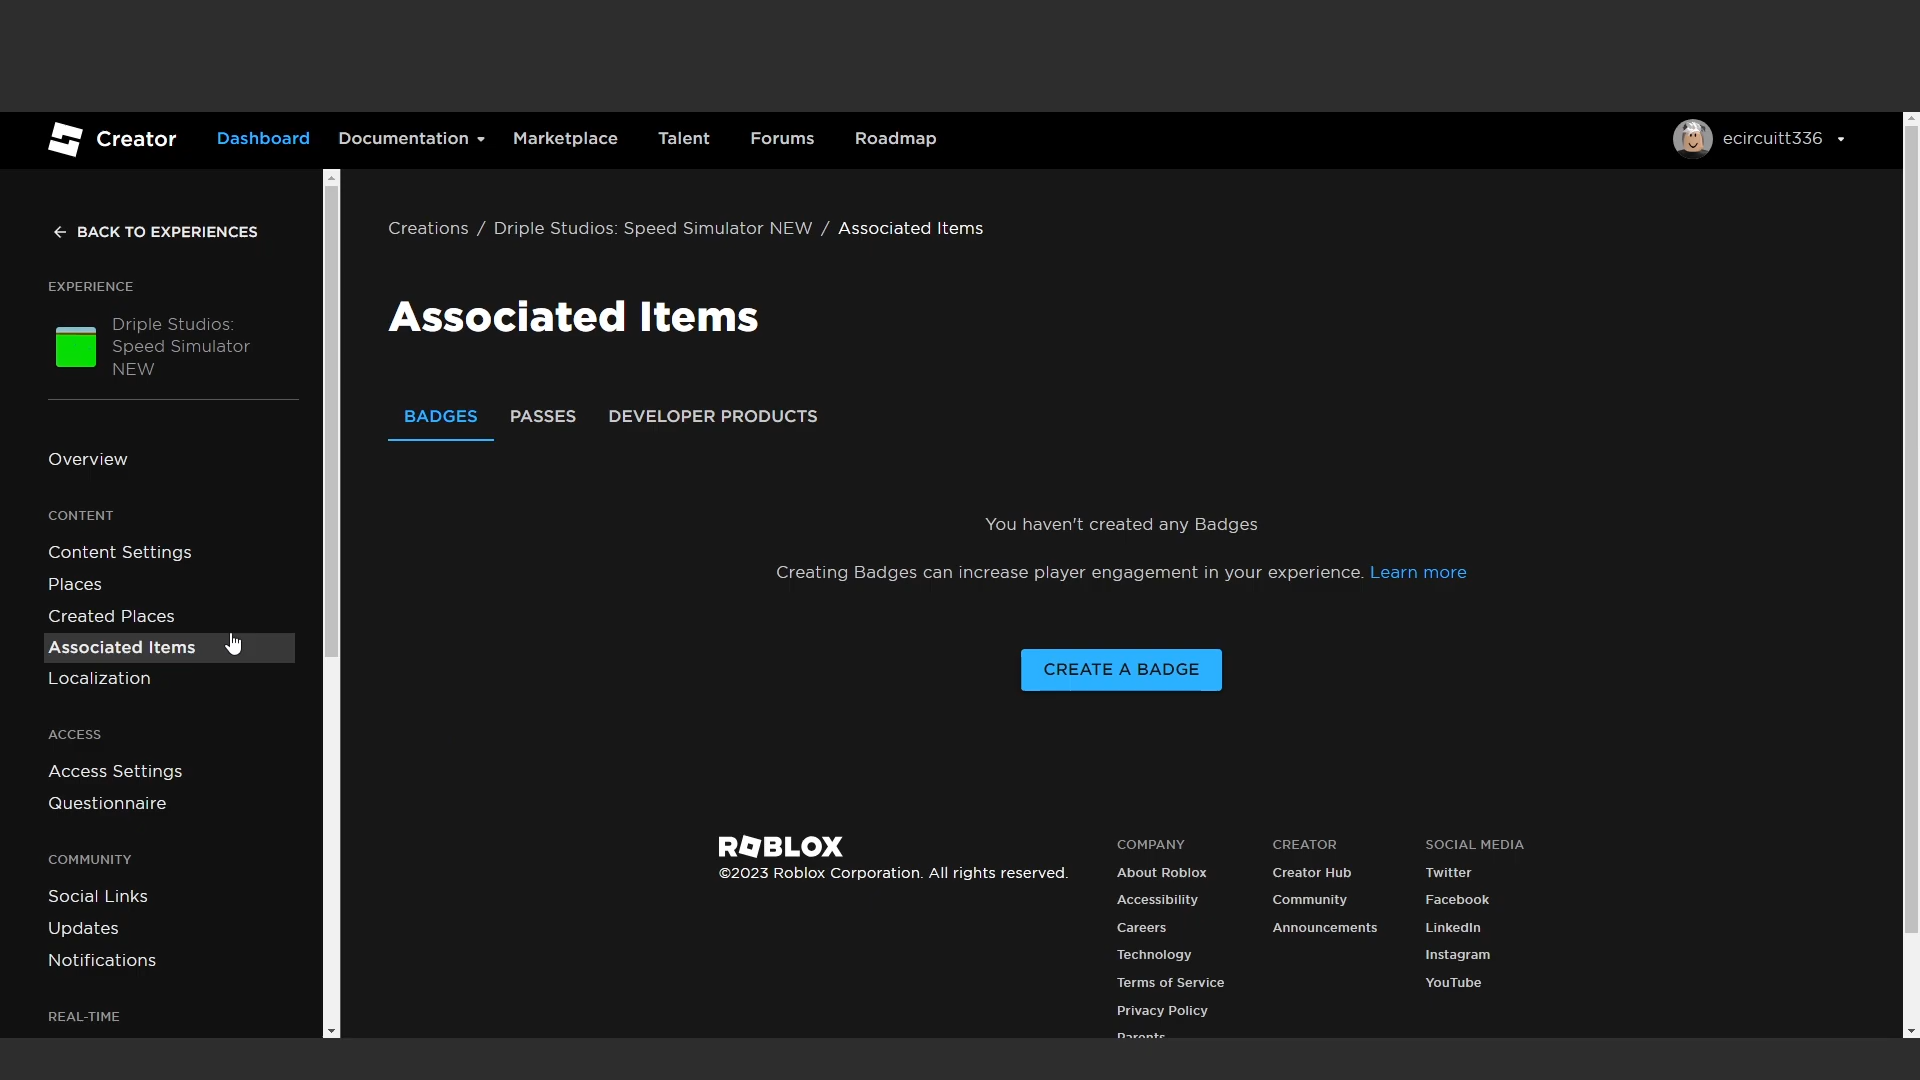 Creator
Dashboard
Documentation
Marketplace
Talent
Forums
Roadmap
ecircuitt336
BACK TO EXPERIENCES
EXPERIENCE
Driple Studios:
Speed Simulator
NEW
Overview
CONTENT
Content Settings
Places
Created Places
Associated Items
Localization
ACCESS
Access Settings
Questionnaire
COMMUNITY
Social Links
Updates
Notifications
REAL-TIME
Creations / Driple Studios: Speed Simulator NEW / Associated Items
Associated Items
BADGES
PASSES
DEVELOPER PRODUCTS
You haven't created any Badges
Creating Badges can increase player engagement in your experience. Learn more
CREATE A BADGE
ROBLOX
©2023 Roblox Corporation. All rights reserved.
COMPANY
About Roblox
Accessibility
Careers
Technology
Terms of Service
Privacy Policy
Parents
CREATOR
Creator Hub
Community
Announcements
SOCIAL MEDIA
Twitter
Facebook
LinkedIn
Instagram
YouTube